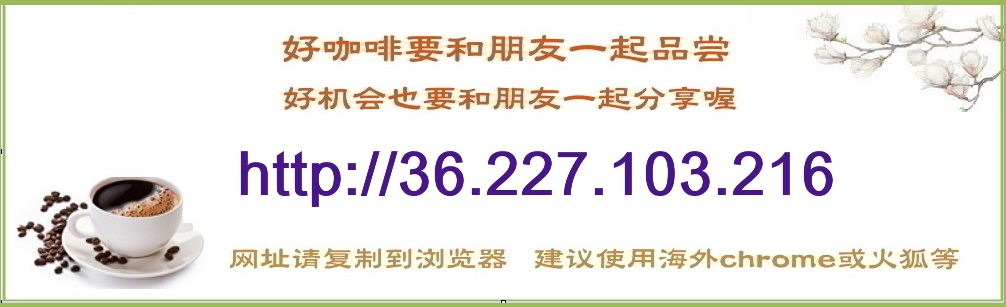 好咖啡要和朋友一起品尝
好机会也要和朋友一起分享喔
http://36.227.103.216
网址请复制到浏览器 建议使用海外chrome或火狐等